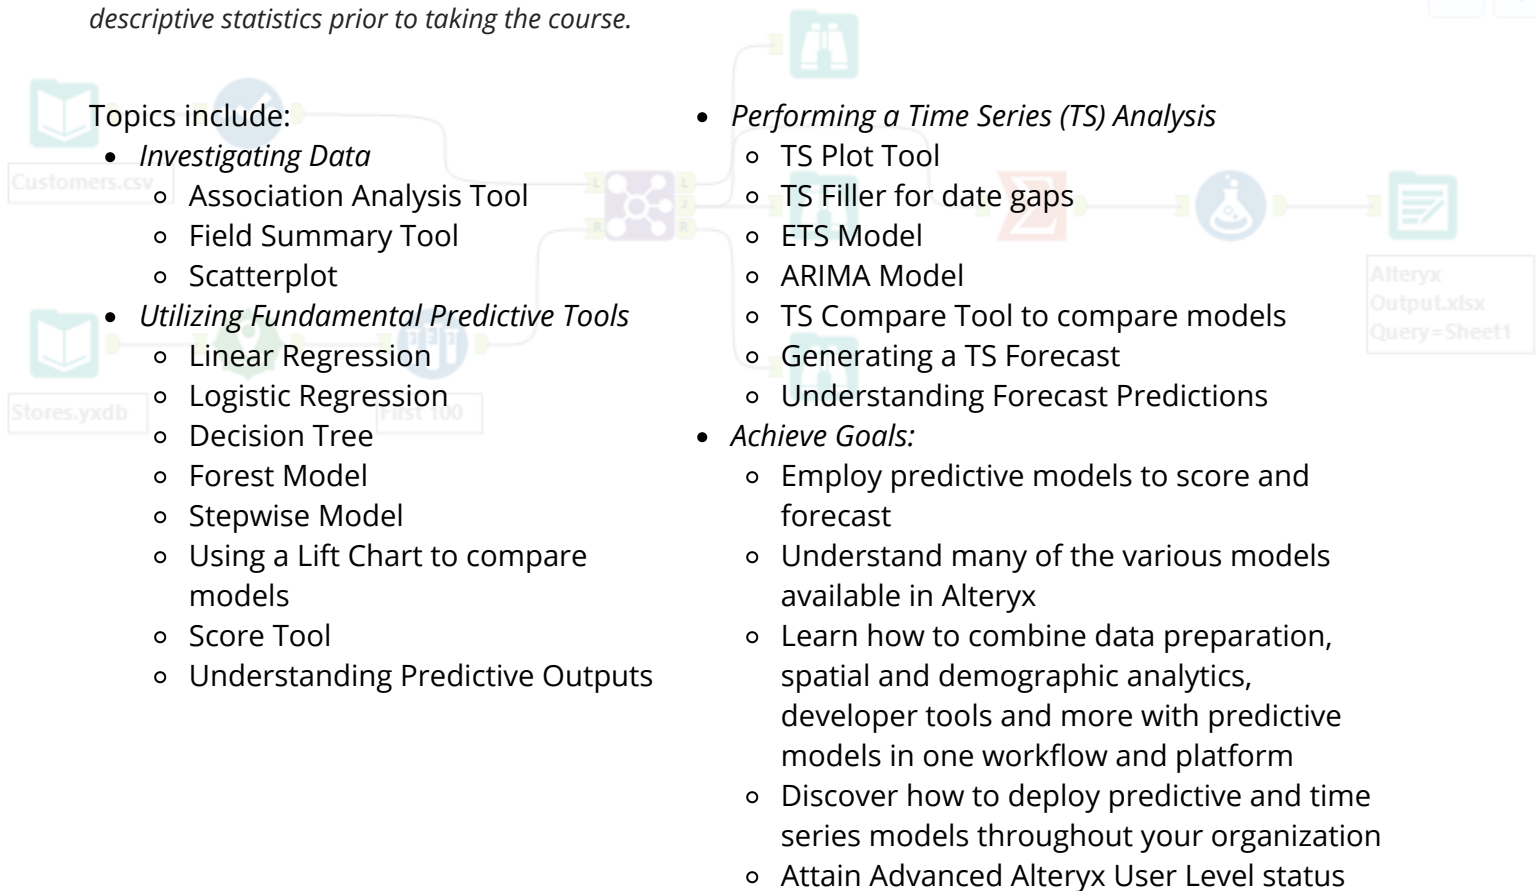 descriptive statistics prior to taking the course.
Topics include:
Investigating Data
Association Analysis Tool
Field Summary Tool
Scatterplot
Utilizing Fundamental Predictive Tools
Linear Regression
Logistic Regression
Decision Tree
Forest Model
Stepwise Model
Using a Lift Chart to compare
models
Score Tool
Understanding Predictive Outputs
Performing a Time Series (TS) Analysis
TS Plot Tool
TS Filler for date gaps
ETS Model
ARIMA Model
TS Compare Tool to compare models
Generating a TS Forecast
Understanding Forecast Predictions
Achieve Goals:
Employ predictive models to score and
forecast
Understand many of the various models
available in Alteryx
Learn how to combine data preparation,
spatial and demographic analytics,
developer tools and more with predictive
models in one workflow and platform
Discover how to deploy predictive and time
series models throughout your organization
Attain Advanced Alteryx User Level status
Customers.csv
Stores.yxdb
First 100
L
R
L
J
R
Alteryx
Output.xlsx
Query=Sheet1